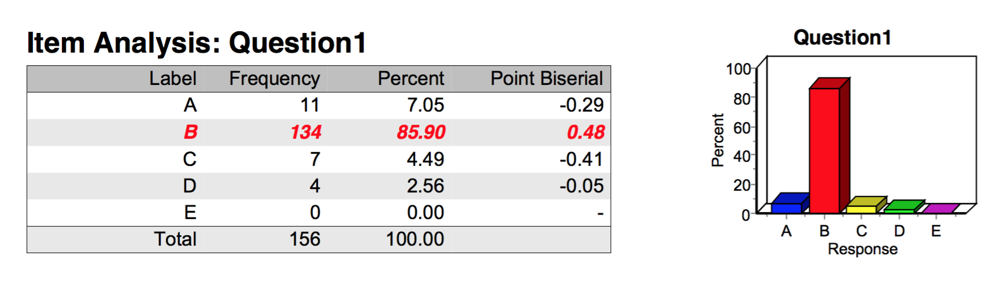 Item Analysis: Question1
Label Frequency Percent Point Biserial
A 11 7.05 -0.29
B 134 85.90 0.48
C 7 4.49 -0.41
D 4 2.56 -0.05
E 0 0.00 -
Total 156 100.00
Question1
Percent
100
80
60
40
20
0
A B C D E
Response